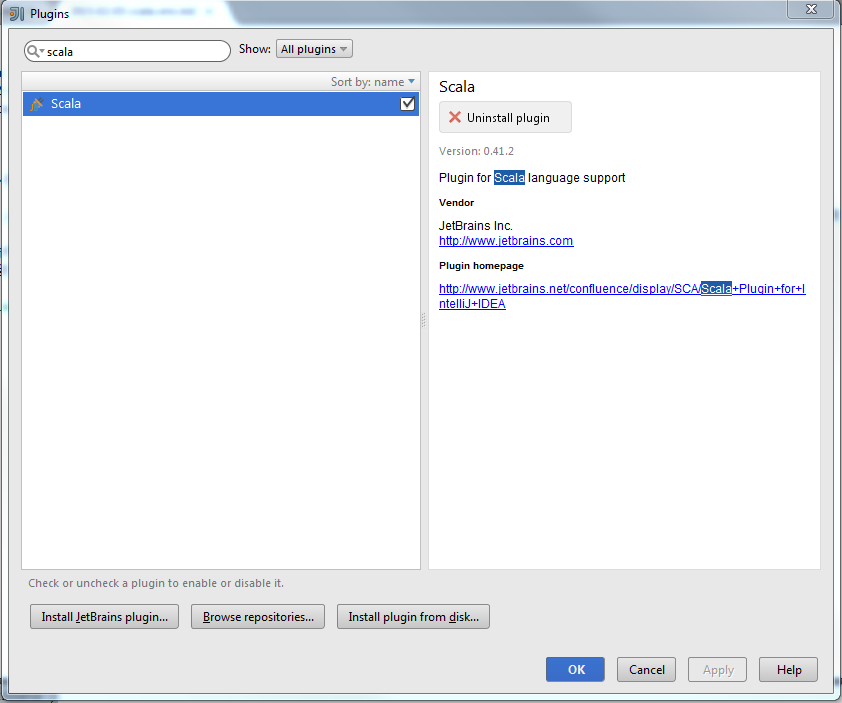 Plugins
scala
Show: All plugins
Sort by: name
Scala
Scala
Uninstall plugin
Version: 0.41.2
Plugin for Scala language support
Vendor
JetBrains Inc.
http://www.jetbrains.com
Plugin homepage
http://www.jetbrains.net/confluence/display/SCA/Scala+Plugin+for+I
ntelliJ+IDEA
Check or uncheck a plugin to enable or disable it.
Install JetBrains plugin...
Browse repositories...
Install plugin from disk...
OK
Cancel
Apply
Help